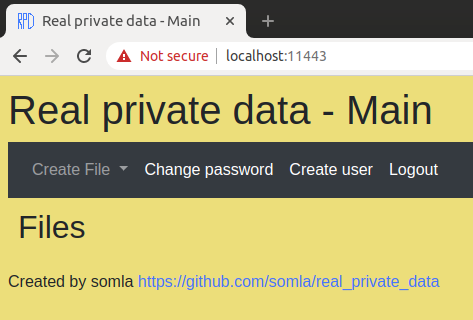 RPD Real private data - Main
Not secure localhost:11443
Real private data - Main
Create File Change password Create user Logout
Files
Created by somla https://github.com/somla/real_private_data